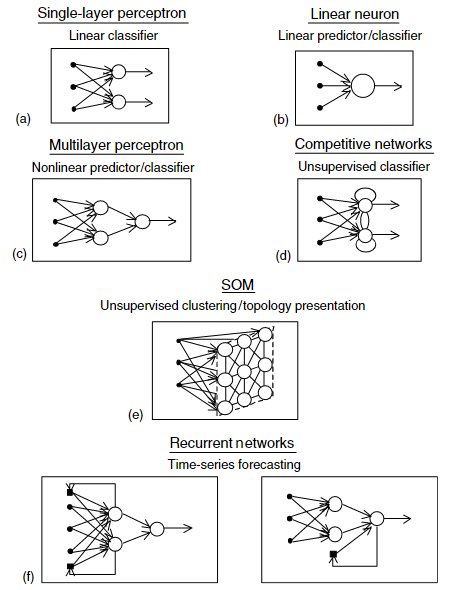 Single-layer perceptron
Linear classifier
(a)
Linear neuron
Linear predictor/classifier
(b)
Multilayer perceptron
Nonlinear predictor/classifier
(c)
Competitive networks
Unsupervised classifier
(d)
SOM
Unsupervised clustering/topology presentation
(e)
Recurrent networks
Time-series forecasting
(f)